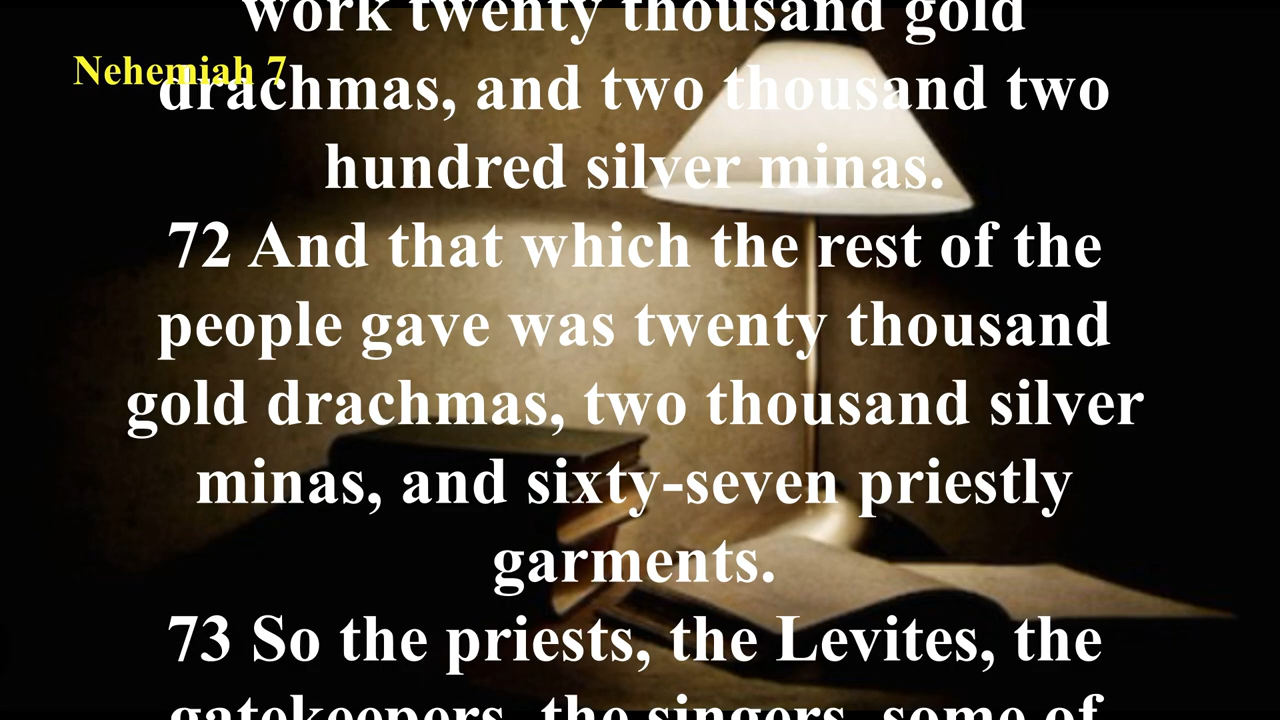 work twenty thousand gold
Nehemiah 7
drachmas, and two thousand two
hundred silver minas.
72 And that which the rest of the
people gave was twenty thousand
gold drachmas, two thousand silver
minas, and sixty-seven priestly
garments.
73 So the priests, the Levites, the
gatekeepers, the singers, some of